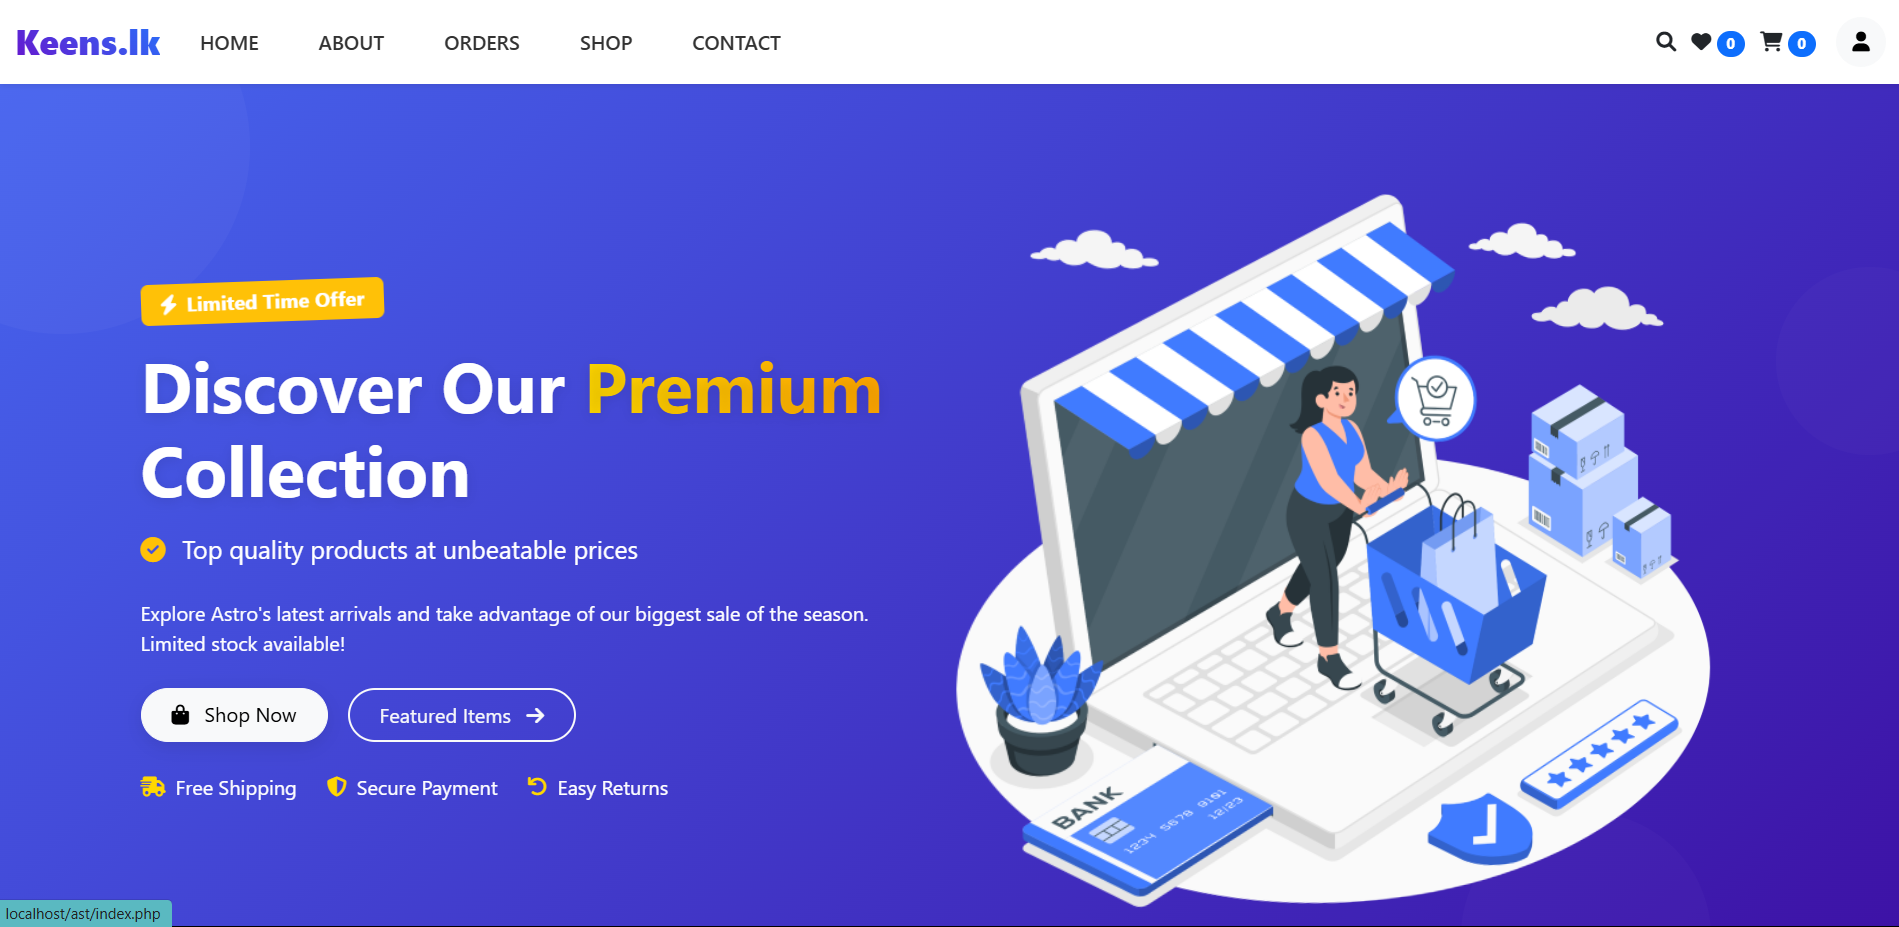 Keens.lk HOME ABOUT ORDERS SHOP CONTACT 0 0
Limited Time Offer
Discover Our Premium
Collection
Top quality products at unbeatable prices
Explore Astro's latest arrivals and take advantage of our biggest sale of the season.
Limited stock available!
Shop Now Featured Items
Free Shipping Secure Payment Easy Returns
BANK
1234 5678 9101
12/23
localhost/ast/index.php